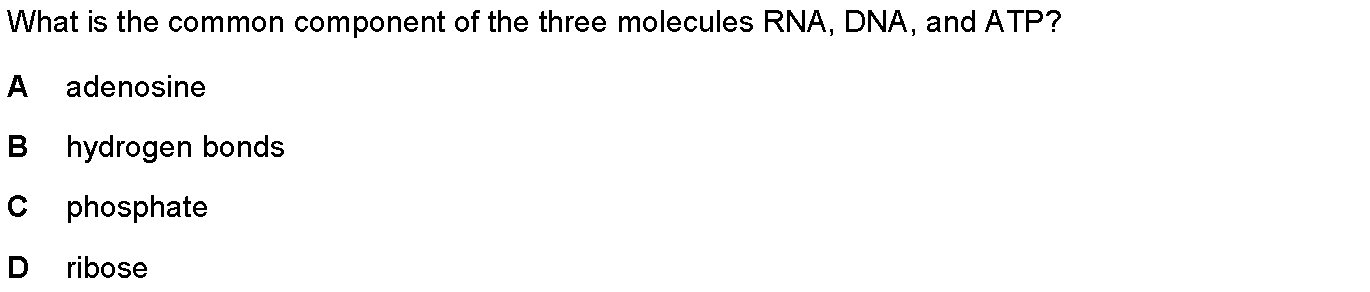 What is the common component of the three molecules RNA, DNA, and ATP?
A adenosine
B hydrogen bonds
C phosphate
D ribose